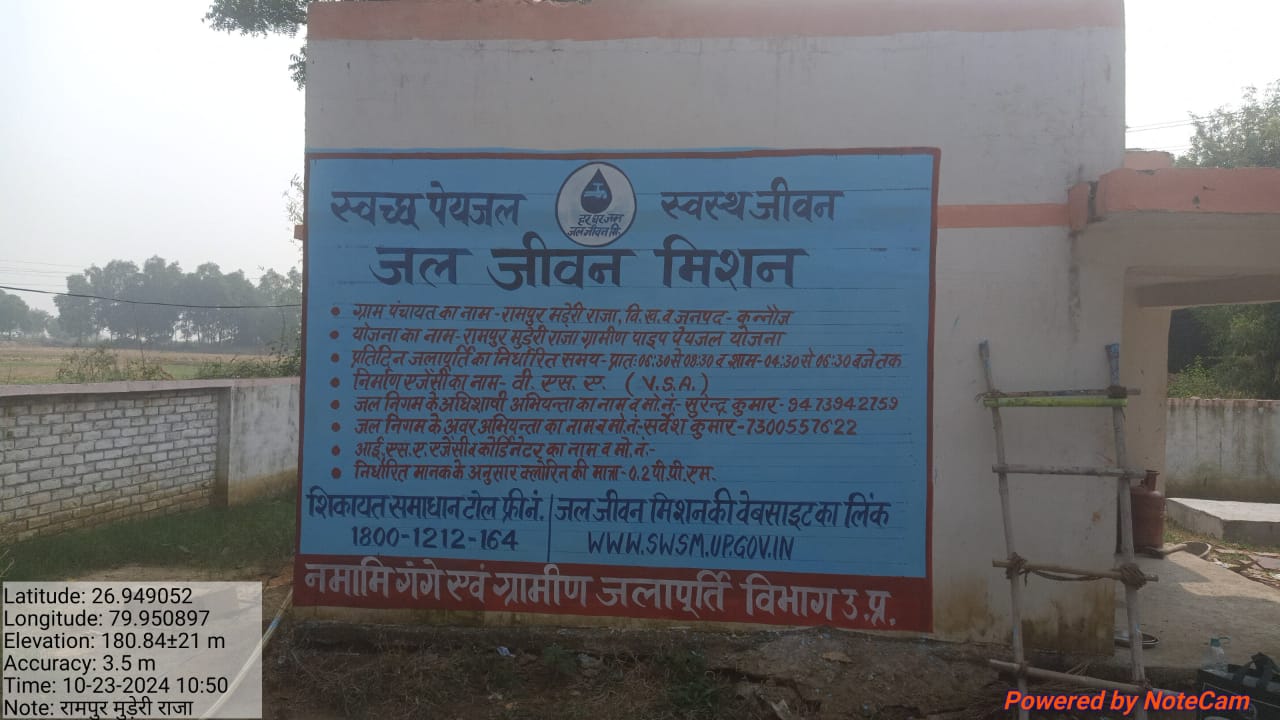 स्वच्छ पेयजल
हर घर जल
जल जीवन मि.
स्वस्थ जीवन
जल जीवन मिशन
ग्राम पंचायत का नाम - रामपुर मड़ेरी राजा, वि.ख. व जनपद - कन्नौज
योजना का नाम - रामपुर मुड़ेरी राजा ग्रामीण पाइप पेयजल योजना
प्रतिदिन जलापूर्ति का निर्धारित समय - प्रातः 06:30 से 08:30 व शाम - 04:30 से 06:30 बजे तक
निर्माण एजेंसी का नाम - वी. एस. ए. (V.S.A.)
जल निगम के अधिशाषी अभियन्ता का नाम व मो.नं:- सुरेन्द्र कुमार - 9473942759
जल निगम के अवर अभियन्ता का नाम व मो.नं:- सर्वेश कुमार - 7300557622
आई.एस.ए. एजेंसी व कोर्डिनेटर का नाम व मो.नं:-
निर्धारित मानक के अनुसार क्लोरिन की मात्रा - 0.2 पी.पी.एम.
शिकायत समाधान टोल फ्री नं.
1800-1212-164
जल जीवन मिशन की वेबसाइट का लिंक
WWW.SWSM.UP.GOV.IN
नमामि गंगे एवं ग्रामीण जलापूर्ति विभाग उ.प्र.
Latitude: 26.949052
Longitude: 79.950897
Elevation: 180.84±21 m
Accuracy: 3.5 m
Time: 10-23-2024 10:50
Note: रामपुर मुड़ेरी राजा
Powered by NoteCam